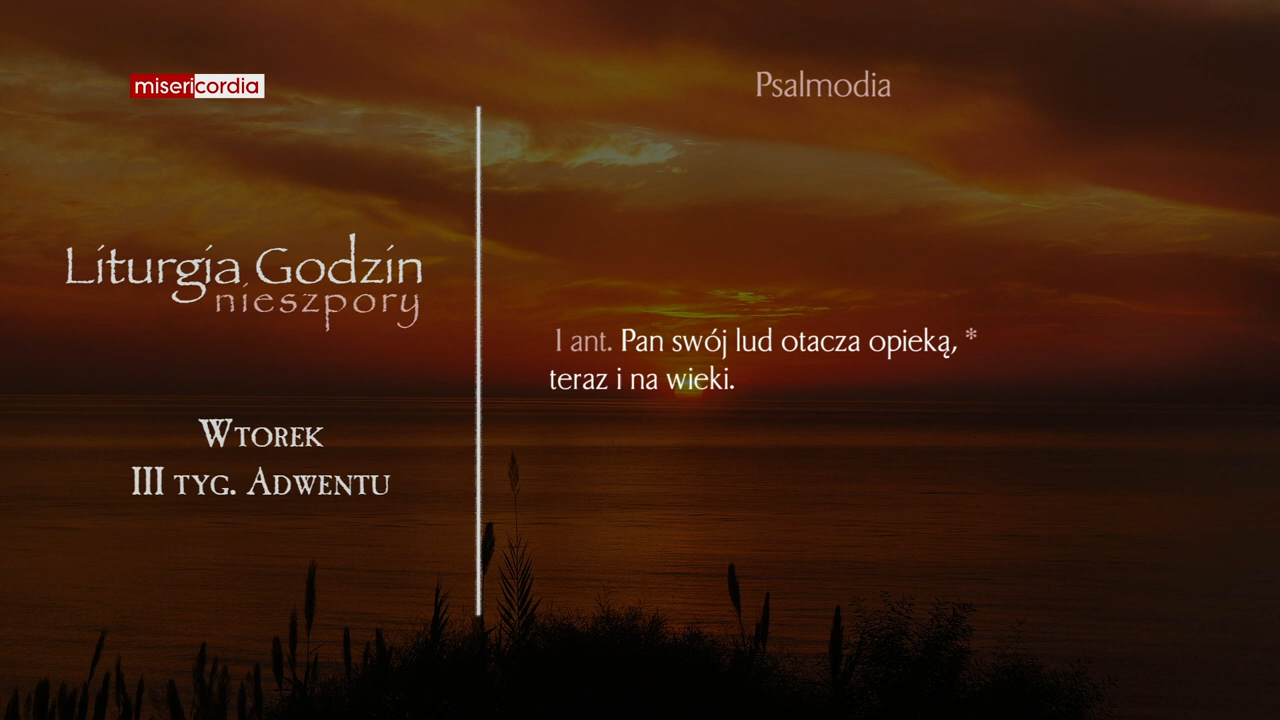 misericordia
Psalmodia
Liturgia Godzin
nieszpory
I ant. Pan swój lud otacza opieką, *
teraz i na wieki.
Wtorek
III tyg. Adwentu